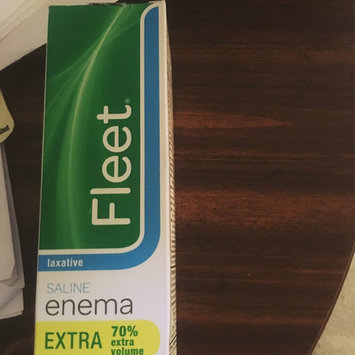 Fleet®
laxative
SALINE
enema
EXTRA
70%
extra
volume